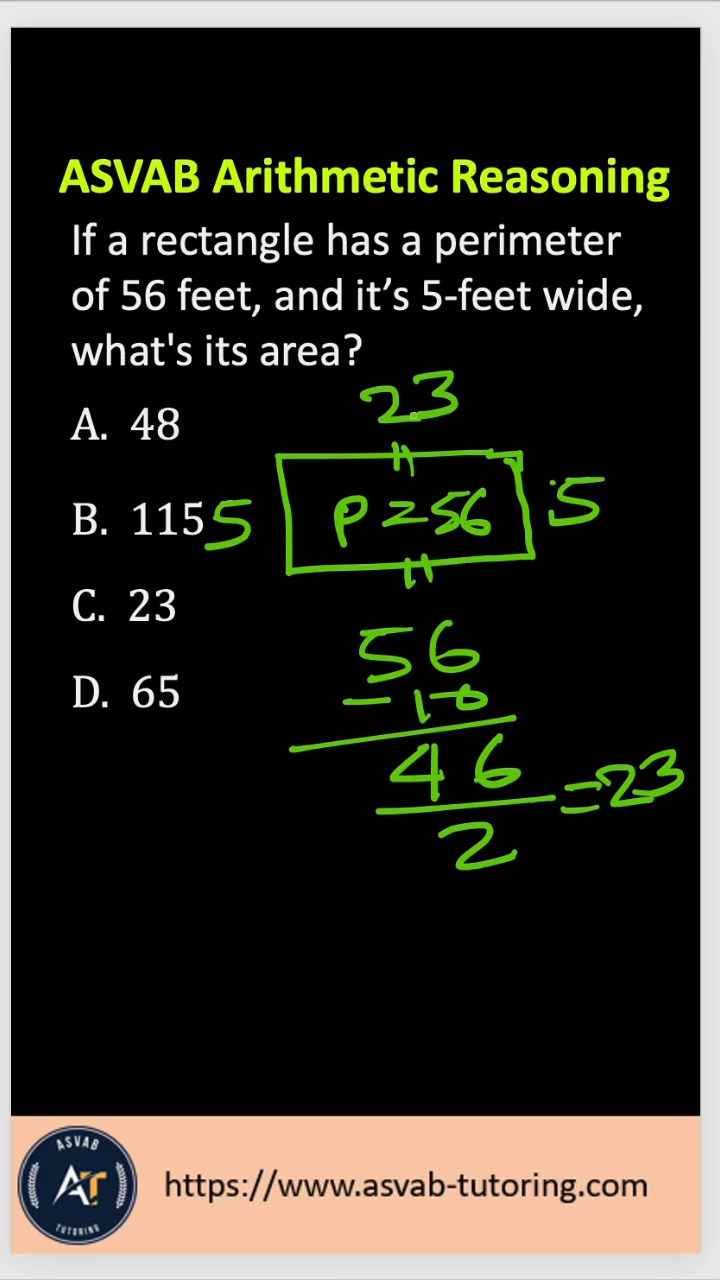 ASVAB Arithmetic Reasoning
If a rectangle has a perimeter
of 56 feet, and it’s 5-feet wide,
what's its area?
23
A. 48
B. 115
5
P = 56
5
C. 23
56
- 10
D. 65
46
= 23
2
ASVAB
AT
TUTORING
https://www.asvab-tutoring.com